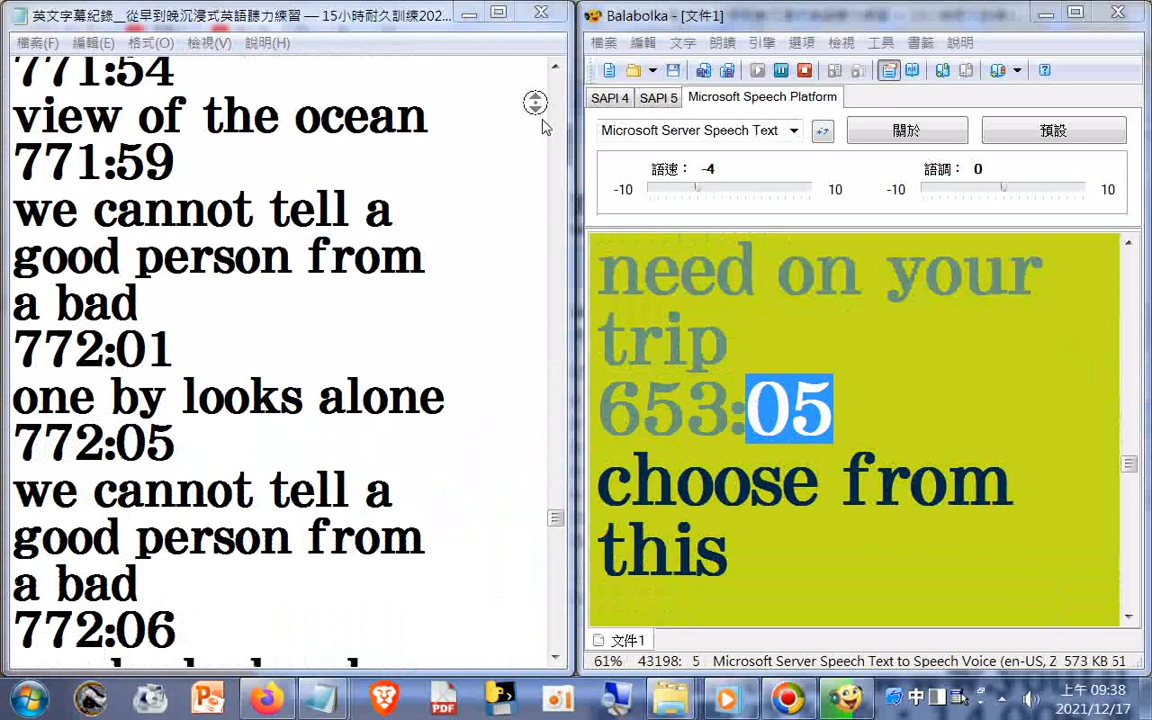 英文字幕紀錄__從早到晚沉浸式英語聽力練習 — 15小時耐久訓練202...
檔案(F) 編輯(E) 格式(O) 檢視(V) 說明(H)
771:54
view of the ocean
771:59
we cannot tell a
good person from
a bad
772:01
one by looks alone
772:05
we cannot tell a
good person from
a bad
772:06
Balabolka - [文件1]
檔案 編輯 文字 朗讀 引擎 選項 檢視 工具 書籤 說明
SAPI 4 SAPI 5 Microsoft Speech Platform
Microsoft Server Speech Text 關於 預設
語速： -4 語調： 0
-10 10 -10 10
need on your
trip
653:05
choose from
this
文件1
61% 43198: 5 Microsoft Server Speech Text to Speech Voice (en-US, Z 573 KB 51
PDF
中
上午 09:38
2021/12/17